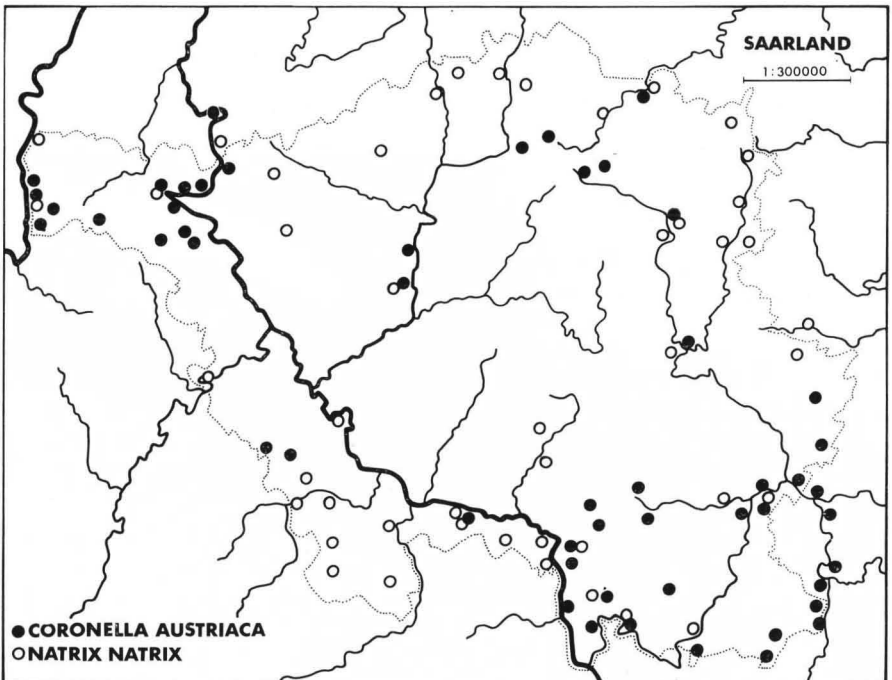 SAARLAND
1:300000
CORONELLA AUSTRIACA
NATRIX NATRIX